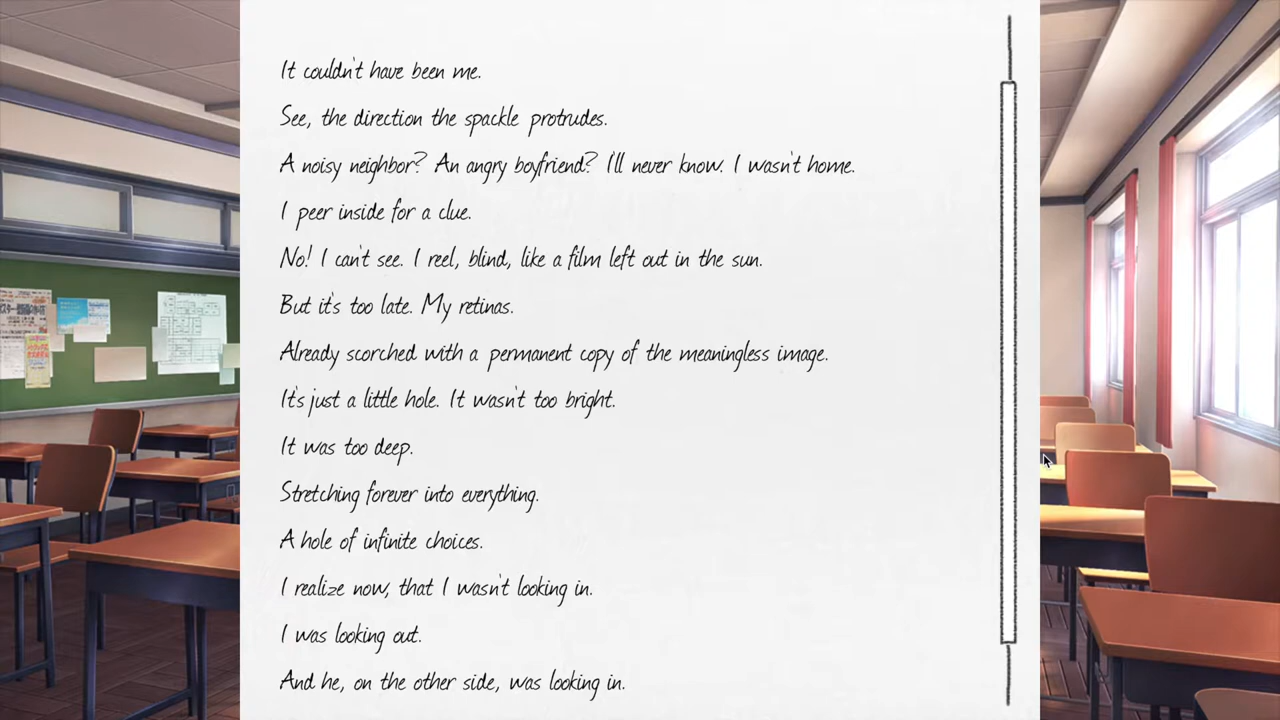 It couldn't have been me.
See, the direction the spackle protrudes.
A noisy neighbor? An angry boyfriend? I'll never know. I wasn't home.
I peer inside for a clue.
No! I can't see. I reel, blind, like a film left out in the sun.
But it's too late. My retinas.
Already scorched with a permanent copy of the meaningless image.
It's just a little hole. It wasn't too bright.
It was too deep.
Stretching forever into everything.
A hole of infinite choices.
I realize now, that I wasn't looking in.
I was looking out.
And he, on the other side, was looking in.